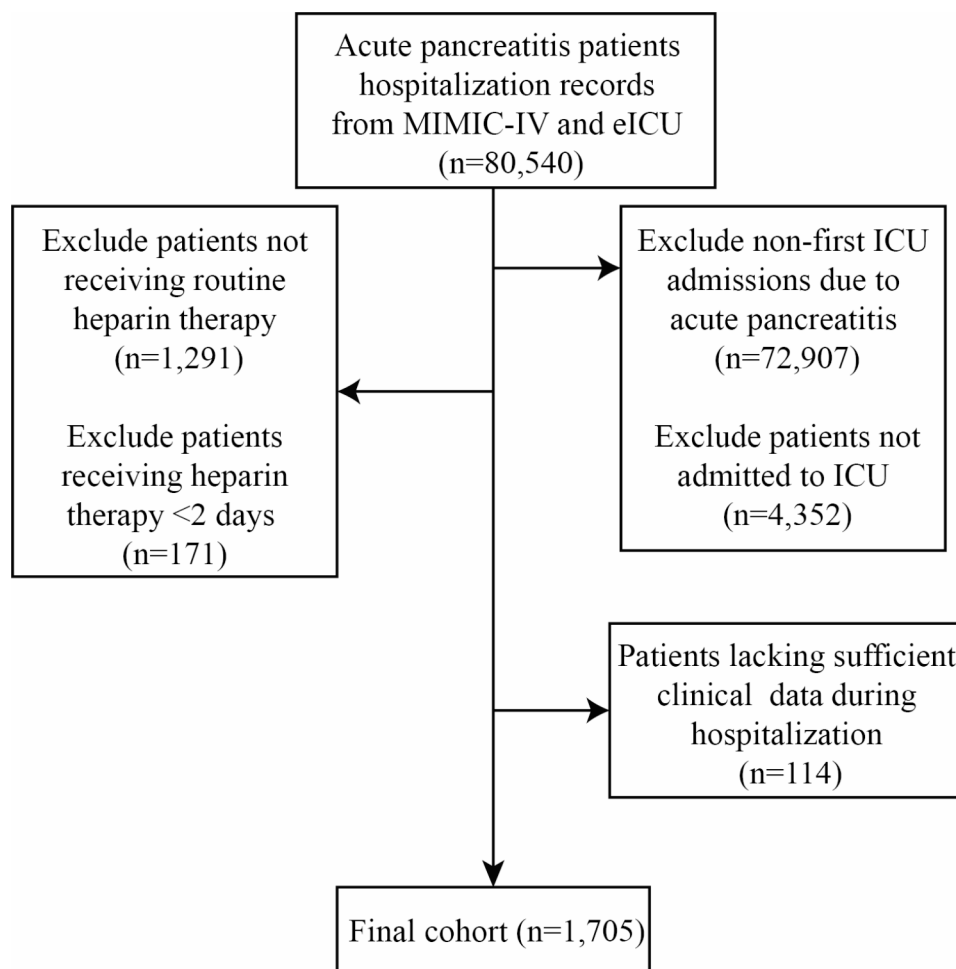 Acute pancreatitis patients
hospitalization records
from MIMIC-IV and eICU
(n=80,540)
Exclude patients not
receiving routine
heparin therapy
(n=1,291)
Exclude patients
receiving heparin
therapy <2 days
(n=171)
Exclude non-first ICU
admissions due to
acute pancreatitis
(n=72,907)
Exclude patients not
admitted to ICU
(n=4,352)
Patients lacking sufficient
clinical  data during
hospitalization
(n=114)
Final cohort (n=1,705)